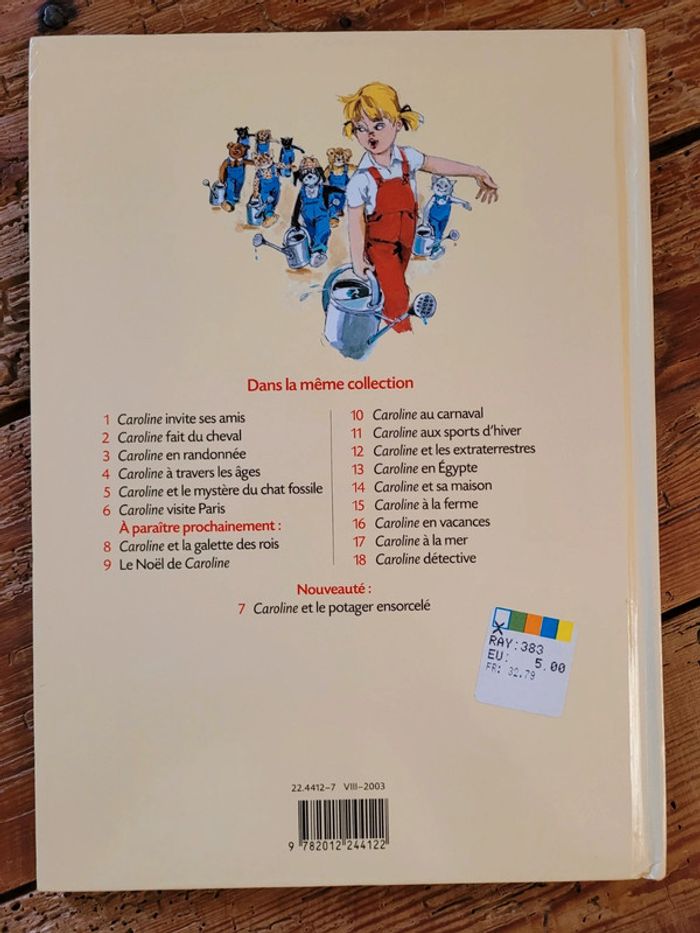 Dans la même collection
1 Caroline invite ses amis
2 Caroline fait du cheval
3 Caroline en randonnée
4 Caroline à travers les âges
5 Caroline et le mystère du chat fossile
6 Caroline visite Paris
À paraître prochainement :
8 Caroline et la galette des rois
9 Le Noël de Caroline
10 Caroline au carnaval
11 Caroline aux sports d'hiver
12 Caroline et les extraterrestres
13 Caroline en Égypte
14 Caroline et sa maison
15 Caroline à la ferme
16 Caroline en vacances
17 Caroline à la mer
18 Caroline détective
Nouveauté :
7 Caroline et le potager ensorcelé
RAY:383
EU: 5.00
FR: 32.79
22.4412-7 VIII-2003
9 782012 244122